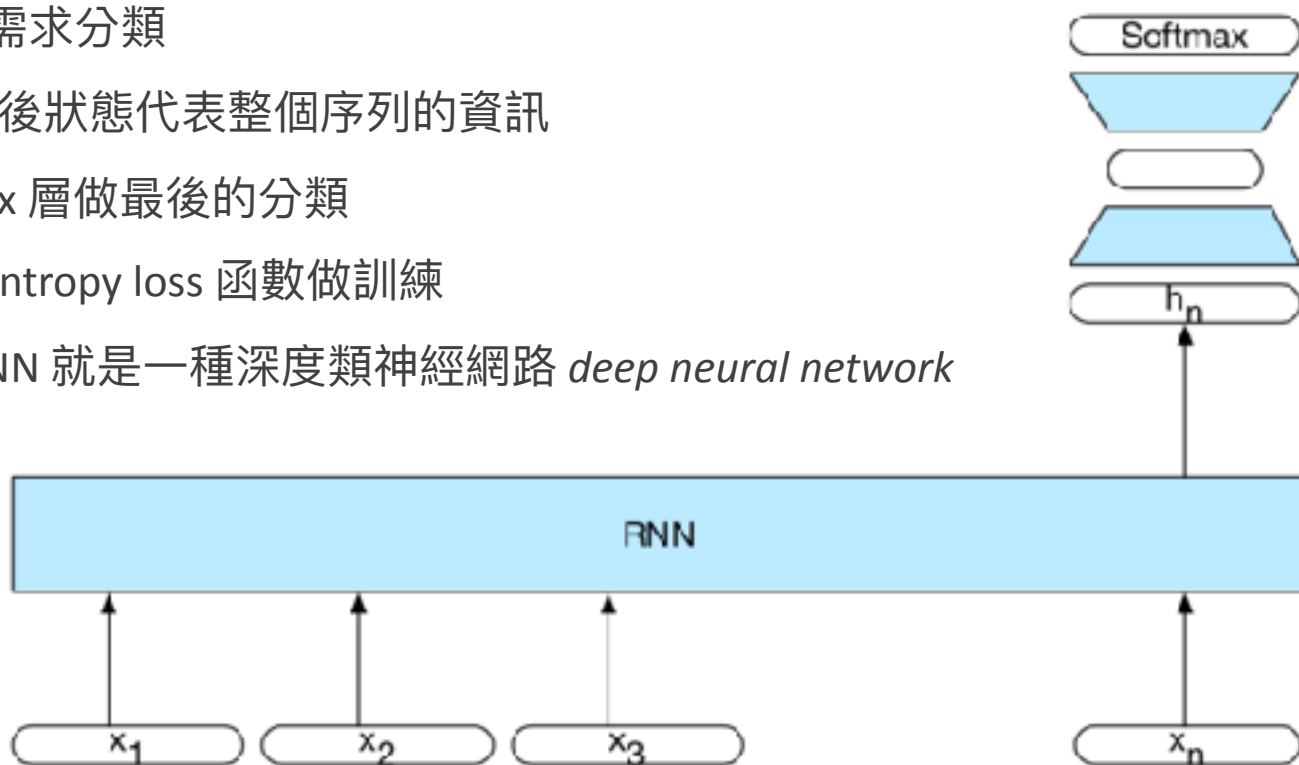 需求分類
後狀態代表整個序列的資訊
x 層做最後的分類
ntropy loss 函數做訓練
NN 就是一種深度類神經網路 deep neural network
Softmax
hn
RNN
x1 x2 x3 xn